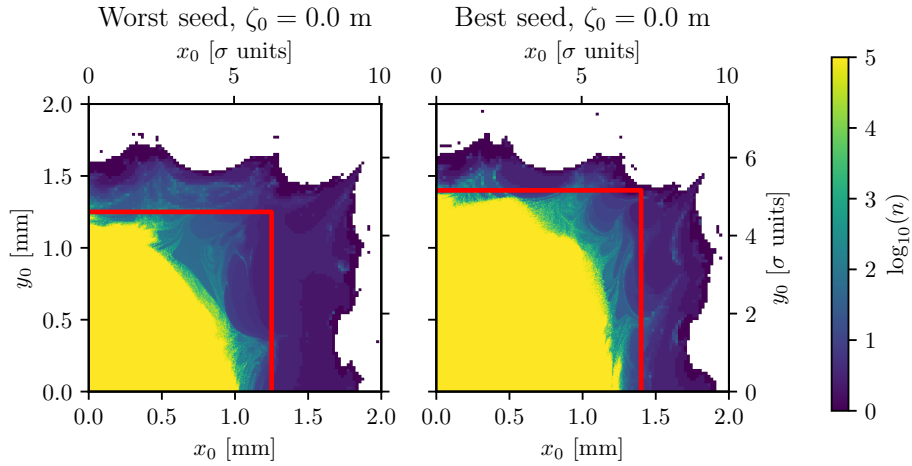 Worst seed, ζ₀ = 0.0 m
Best seed, ζ₀ = 0.0 m
x₀ [σ units]
x₀ [σ units]
0 5 10
0 5 10
2.0
1.5
1.0
0.5
0.0
y₀ [mm]
0.0 0.5 1.0 1.5 2.0
x₀ [mm]
0.0 0.5 1.0 1.5 2.0
x₀ [mm]
6
4
2
0
y₀ [σ units]
5
4
3
2
1
0
log₁₀(n)